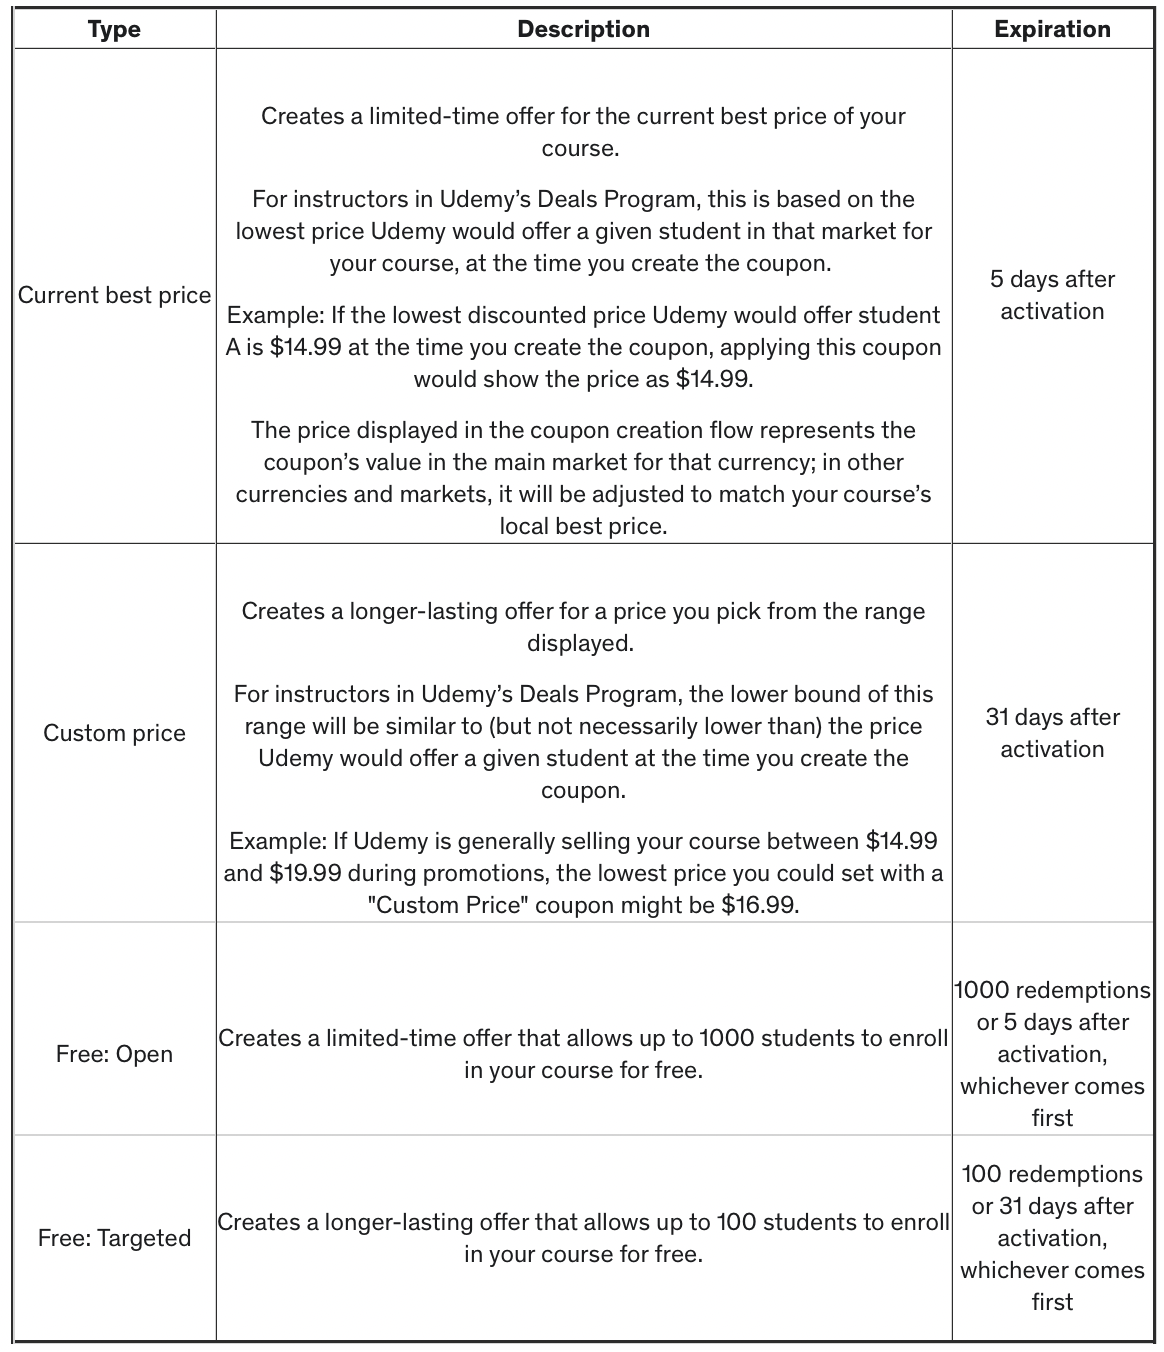 Type
Description
Expiration
Current best price
Creates a limited-time offer for the current best price of your
course.
For instructors in Udemy’s Deals Program, this is based on the
lowest price Udemy would offer a given student in that market for
your course, at the time you create the coupon.
Example: If the lowest discounted price Udemy would offer student
A is $14.99 at the time you create the coupon, applying this coupon
would show the price as $14.99.
The price displayed in the coupon creation flow represents the
coupon’s value in the main market for that currency; in other
currencies and markets, it will be adjusted to match your course’s
local best price.
5 days after
activation
Custom price
Creates a longer-lasting offer for a price you pick from the range
displayed.
For instructors in Udemy’s Deals Program, the lower bound of this
range will be similar to (but not necessarily lower than) the price
Udemy would offer a given student at the time you create the
coupon.
Example: If Udemy is generally selling your course between $14.99
and $19.99 during promotions, the lowest price you could set with a
"Custom Price" coupon might be $16.99.
31 days after
activation
Free: Open
Creates a limited-time offer that allows up to 1000 students to enroll
in your course for free.
1000 redemptions
or 5 days after
activation,
whichever comes
first
Free: Targeted
Creates a longer-lasting offer that allows up to 100 students to enroll
in your course for free.
100 redemptions
or 31 days after
activation,
whichever comes
first